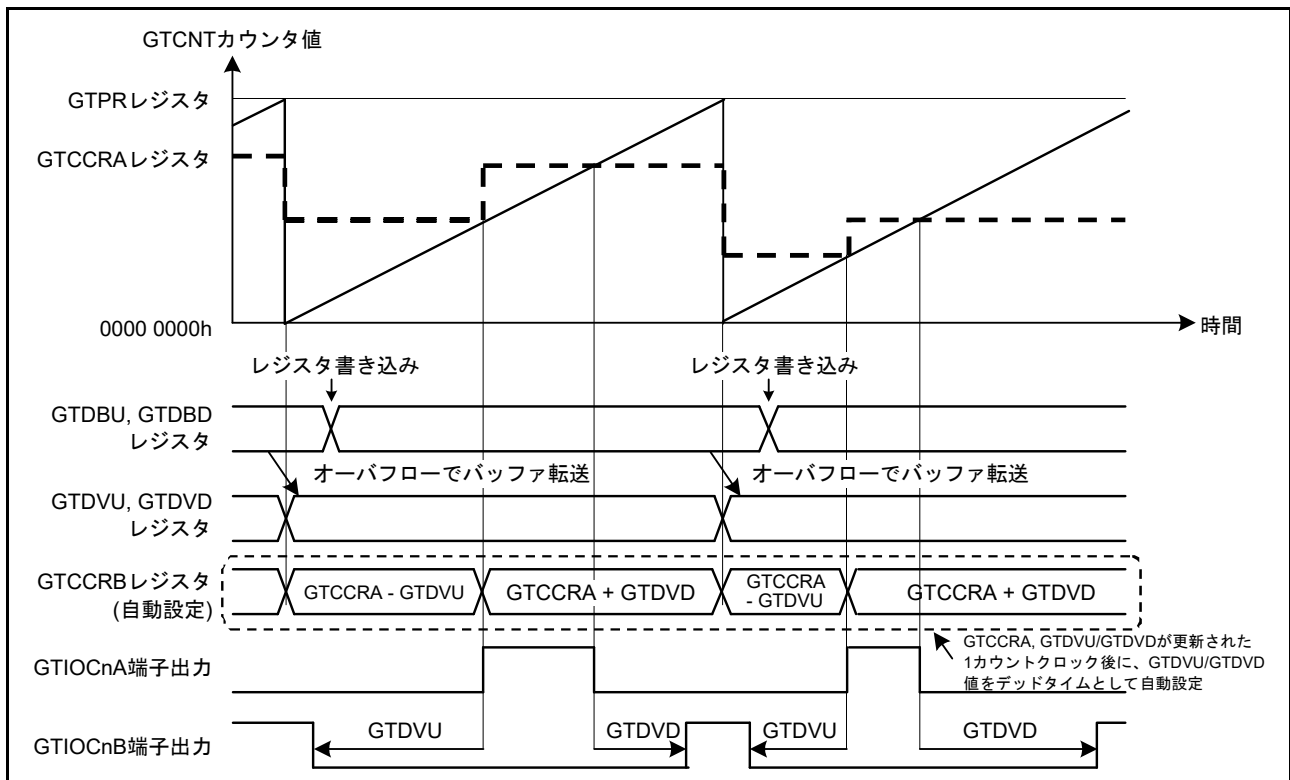 GTCNTカウンタ値
GTPRレジスタ
GTCCRAレジスタ
0000 0000h
時間
レジスタ書き込み
レジスタ書き込み
GTDBU, GTDBD
レジスタ
オーバフローでバッファ転送
オーバフローでバッファ転送
GTDVU, GTDVD
レジスタ
GTCCRBレジスタ
(自動設定)
GTCCRA - GTDVU
GTCCRA + GTDVD
GTCCRA
- GTDVU
GTCCRA + GTDVD
GTCCRA, GTDVU/GTDVDが更新された
1カウントクロック後に、GTDVU/GTDVD
値をデッドタイムとして自動設定
GTIOCnA端子出力
GTIOCnB端子出力
GTDVU
GTDVD
GTDVU
GTDVD